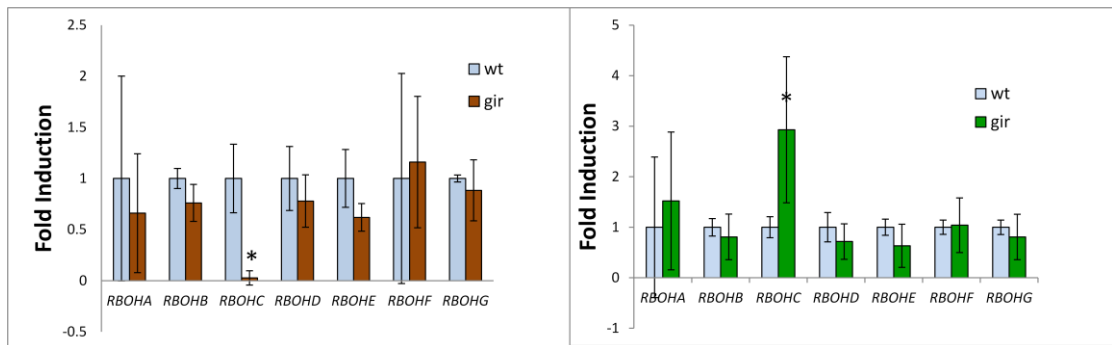 2.5
2
1.5
1
0.5
0
-0.5
Fold Induction
wt
gir
*
RBOHA RBOHB RBOHC RBOHD RBOHE RBOHF RBOHG
5
4
3
2
1
0
-1
Fold Induction
wt
gir
*
RBOHA RBOHB RBOHC RBOHD RBOHE RBOHF RBOHG